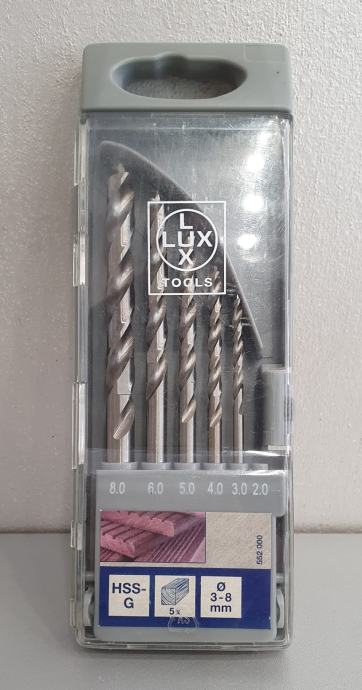 L
LUX
X
TOOLS
8.0 6.0 5.0 4.0 3.0 2.0
552 000
HSS-
G
5x
Ø
3-8
mm